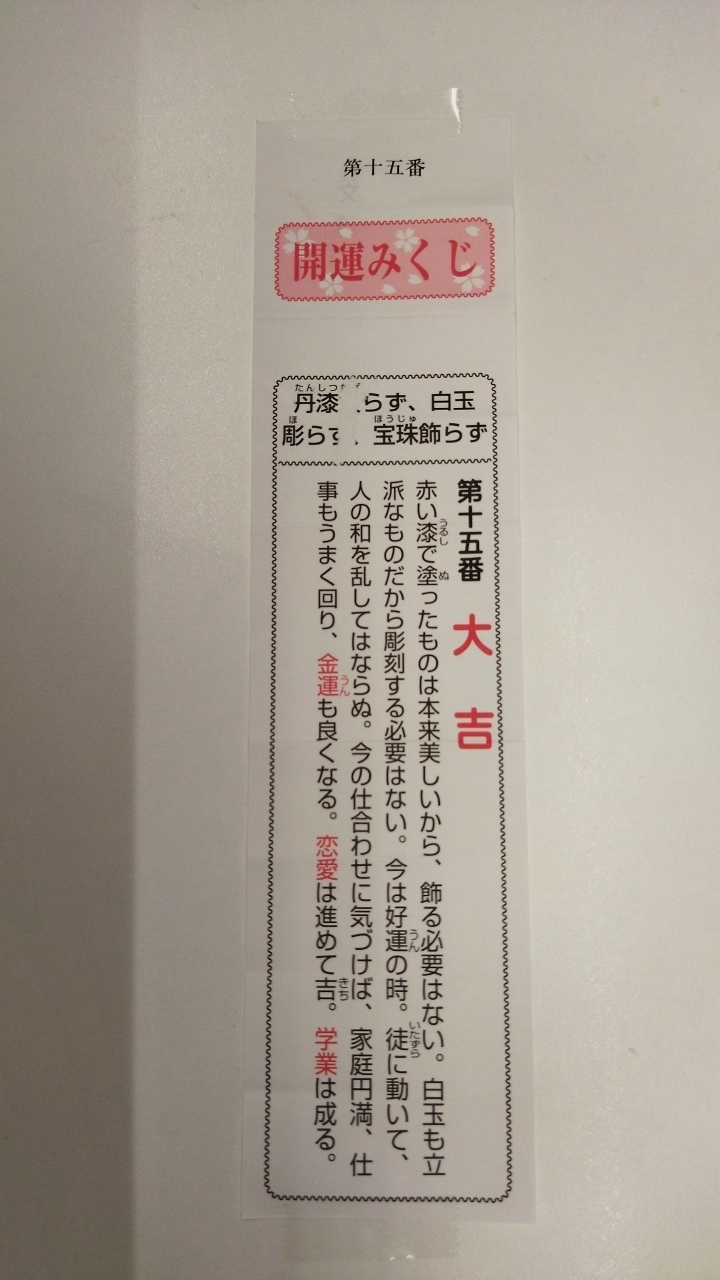 第十五番
開運みくじ
丹漆 らず、白玉
彫ら 、宝珠飾らず
第十五番 大吉
赤い漆で塗ったものは本来美しいから、飾る必要はない。白玉も立
派なものだから彫刻する必要はない。今は好運の時。徒に動いて、
人の和を乱してはならぬ。今の仕合わせに気づけば、家庭円満、仕
事もうまく回り、金運も良くなる。恋愛は進めて吉。学業は成る。